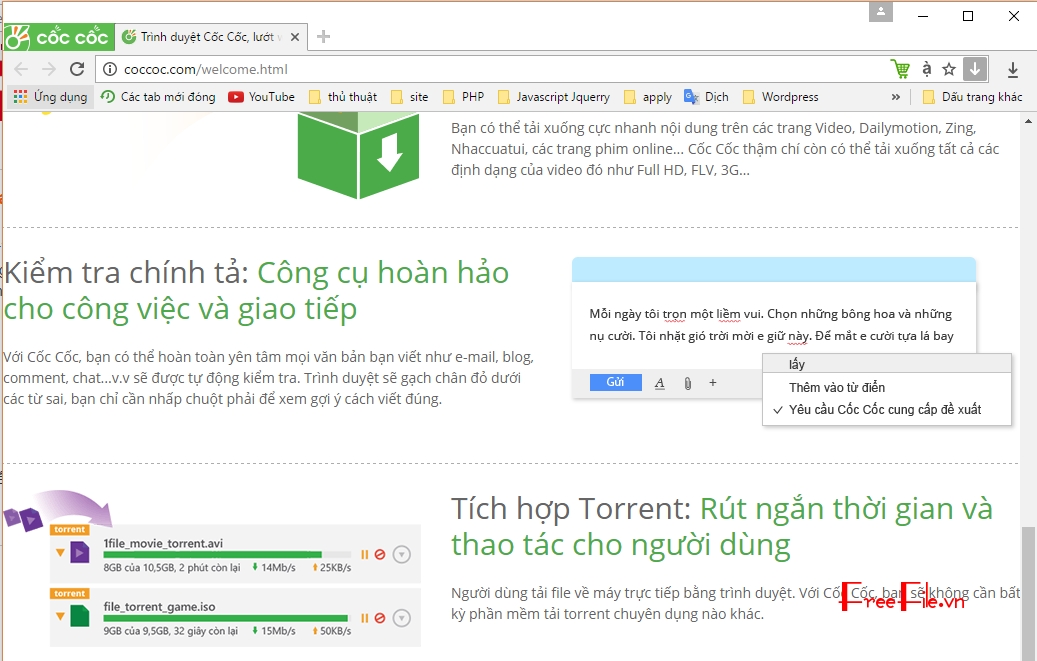 cốc cốc
Trình duyệt Cốc Cốc, lướt v
coccoc.com/welcome.html
à
Ứng dụng
Các tab mới đóng
YouTube
thủ thuật
site
PHP
Javascript Jquerry
apply
Dịch
Wordpress
»
Dấu trang khác
Bạn có thể tải xuống cực nhanh nội dung trên các trang Video, Dailymotion, Zing,
Nhaccuatui, các trang phim online... Cốc Cốc thậm chí còn có thể tải xuống tất cả các
định dạng của video đó như Full HD, FLV, 3G...
Kiểm tra chính tả: Công cụ hoàn hảo
cho công việc và giao tiếp
Với Cốc Cốc, bạn có thể hoàn toàn yên tâm mọi văn bản bạn viết như e-mail, blog,
comment, chat...v.v sẽ được tự động kiểm tra. Trình duyệt sẽ gạch chân đỏ dưới
các từ sai, bạn chỉ cần nhấp chuột phải để xem gợi ý cách viết đúng.
Mỗi ngày tôi trọn một liềm vui. Chọn những bông hoa và những
nụ cười. Tôi nhặt gió trời mời e giữ này. Để mắt e cười tựa lá bay
Gửi
A
+
lấy
Thêm vào từ điển
Yêu cầu Cốc Cốc cung cấp đề xuất
torrent
1file_movie_torrent.avi
8GB của 10,5GB, 2 phút còn lại 14Mb/s 25KB/s
torrent
file_torrent_game.iso
9GB của 9,5GB, 32 giây còn lại 15Mb/s 50KB/s
Tích hợp Torrent: Rút ngắn thời gian và
thao tác cho người dùng
Người dùng tải file về máy trực tiếp bằng trình duyệt. Với Cốc Cốc, bạn sẽ không cần bất
kỳ phần mềm tải torrent chuyên dụng nào khác.
FreeFile.vn